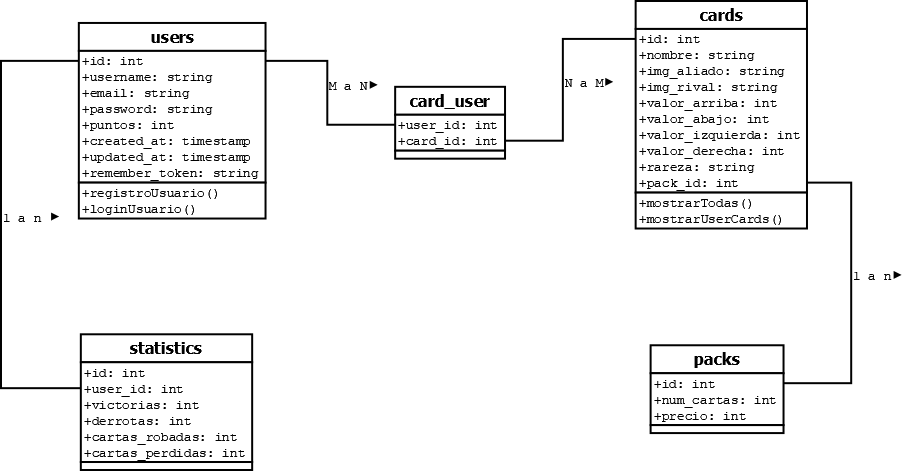 users
+id: int
+username: string
+email: string
+password: string
+puntos: int
+created_at: timestamp
+updated_at: timestamp
+remember_token: string
+registroUsuario()
+loginUsuario()
M a N
card_user
+user_id: int
+card_id: int
N a M
cards
+id: int
+nombre: string
+img_aliado: string
+img_rival: string
+valor_arriba: int
+valor_abajo: int
+valor_izquierda: int
+valor_derecha: int
+rareza: string
+pack_id: int
+mostrarTodas()
+mostrarUserCards()
1 a n
1 a n
statistics
+id: int
+user_id: int
+victorias: int
+derrotas: int
+cartas_robadas: int
+cartas_perdidas: int
packs
+id: int
+num_cartas: int
+precio: int